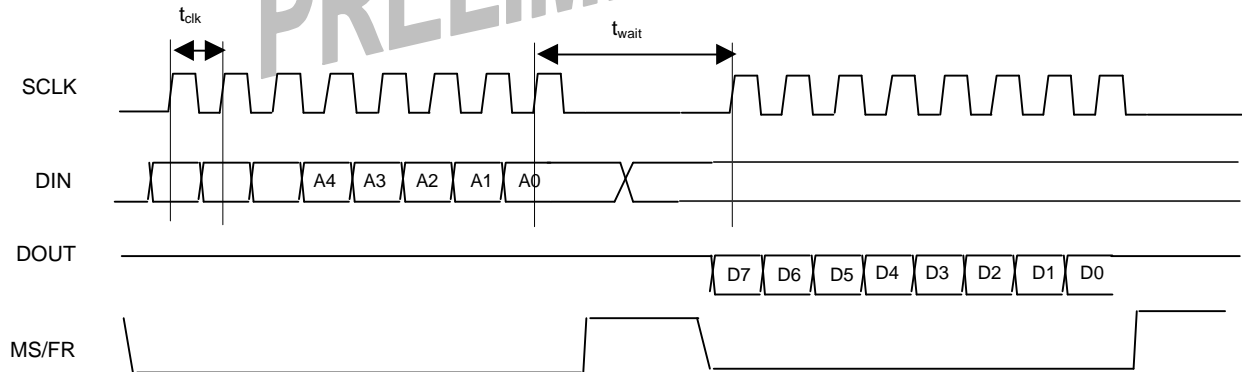 PRELIM
tclk
twait
SCLK
DIN
A4 A3 A2 A1 A0
DOUT
D7 D6 D5 D4 D3 D2 D1 D0
MS/FR